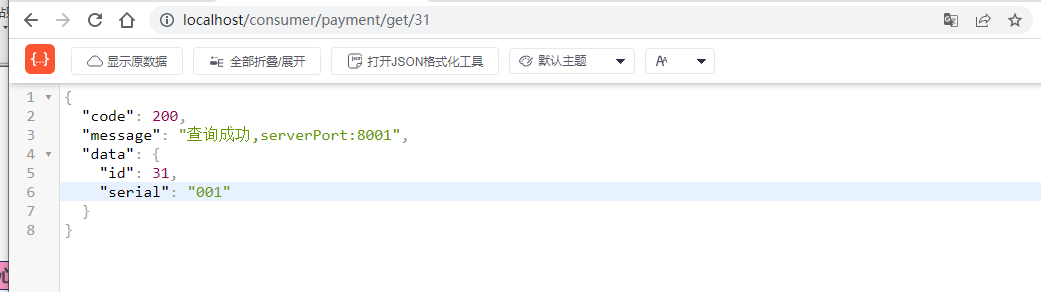 localhost/consumer/payment/get/31
{..} 显示原数据 全部折叠/展开 json 打开JSON格式化工具 默认主题 AA
1 {
2 "code": 200,
3 "message": "查询成功,serverPort:8001",
4 "data": {
5 "id": 31,
6 "serial": "001"
7 }
8 }